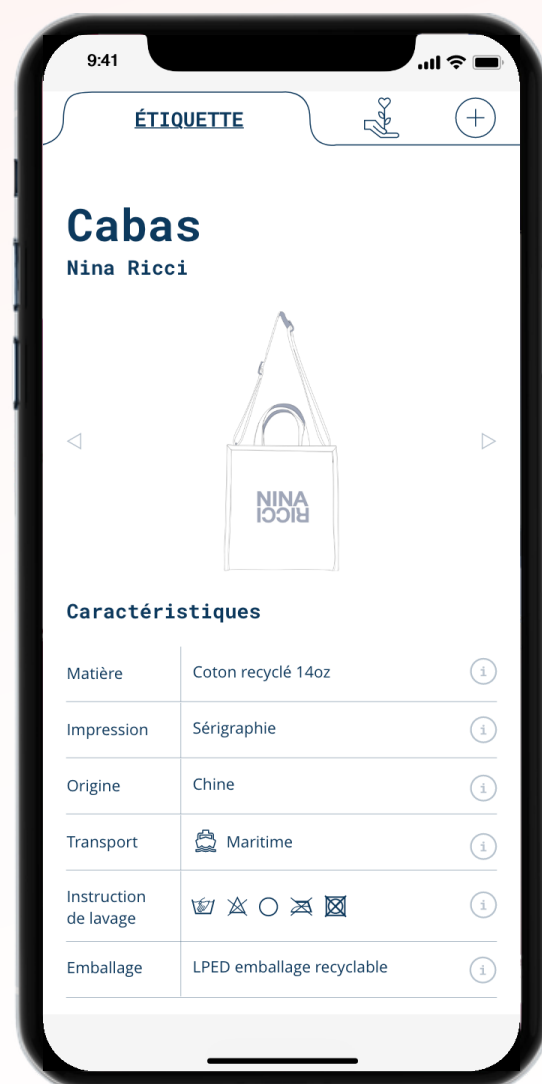 9:41
ÉTIQUETTE
Cabas
Nina Ricci
NINA
RICCI
Caractéristiques
Matière Coton recyclé 14oz
Impression Sérigraphie
Origine Chine
Transport Maritime
Instruction
de lavage
Emballage LPED emballage recyclable